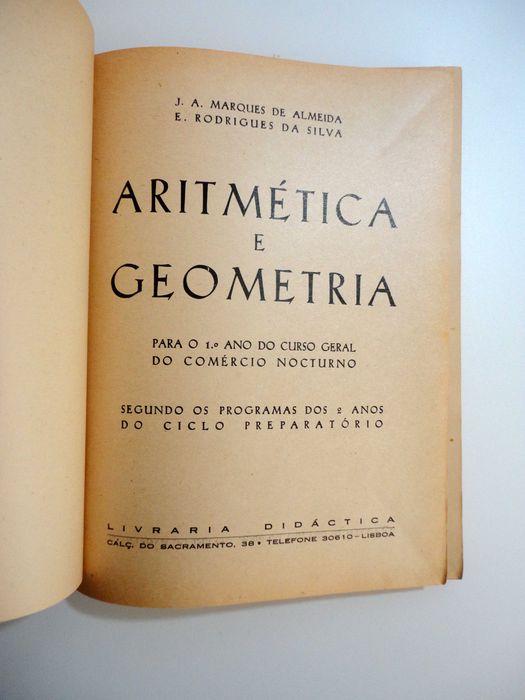 J. A. MARQUES DE ALMEIDA
E. RODRIGUES DA SILVA
ARITMÉTICA
E
GEOMETRIA
PARA O 1.º ANO DO CURSO GERAL
DO COMÉRCIO NOCTURNO
SEGUNDO OS PROGRAMAS DOS 2 ANOS
DO CICLO PREPARATÓRIO
LIVRARIA DIDÁCTICA
CALÇ. DO SACRAMENTO, 38 • TELEFONE 30610 - LISBOA